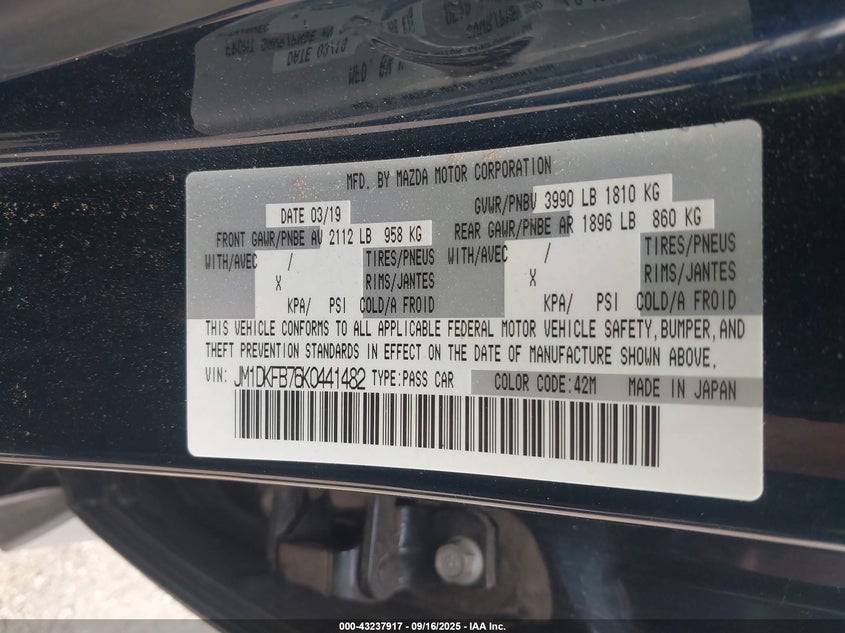 MFD. BY MAZDA MOTOR CORPORATION
DATE 03/19
GVWR/PNBV 3990 LB 1810 KG
FRONT GAWR/PNBE AV 2112 LB 958 KG
REAR GAWR/PNBE AR 1896 LB 860 KG
WITH/AVEC / TIRES/PNEUS WITH/AVEC / TIRES/PNEUS
X RIMS/JANTES X RIMS/JANTES
KPA/ PSI COLD/A FROID KPA/ PSI COLD/A FROID
THIS VEHICLE CONFORMS TO ALL APPLICABLE FEDERAL MOTOR VEHICLE SAFETY, BUMPER, AND
THEFT PREVENTION STANDARDS IN EFFECT ON THE DATE OF MANUFACTURE SHOWN ABOVE.
VIN: JM1DKFB76K0441482 TYPE:PASS CAR COLOR CODE:42M MADE IN JAPAN
000-43237917 - 09/16/2025 - IAA Inc.